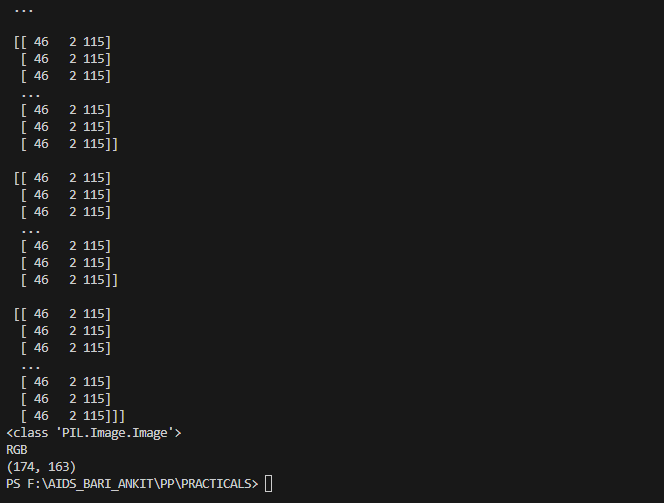 ...
[[ 46   2 115]
[ 46   2 115]
[ 46   2 115]
...
[ 46   2 115]
[ 46   2 115]
[ 46   2 115]]
[[ 46   2 115]
[ 46   2 115]
[ 46   2 115]
...
[ 46   2 115]
[ 46   2 115]
[ 46   2 115]]
[[ 46   2 115]
[ 46   2 115]
[ 46   2 115]
...
[ 46   2 115]
[ 46   2 115]
[ 46   2 115]]]
<class 'PIL.Image.Image'>
RGB
(174, 163)
PS F:\AIDS_BARI_ANKIT\PP\PRACTICALS>